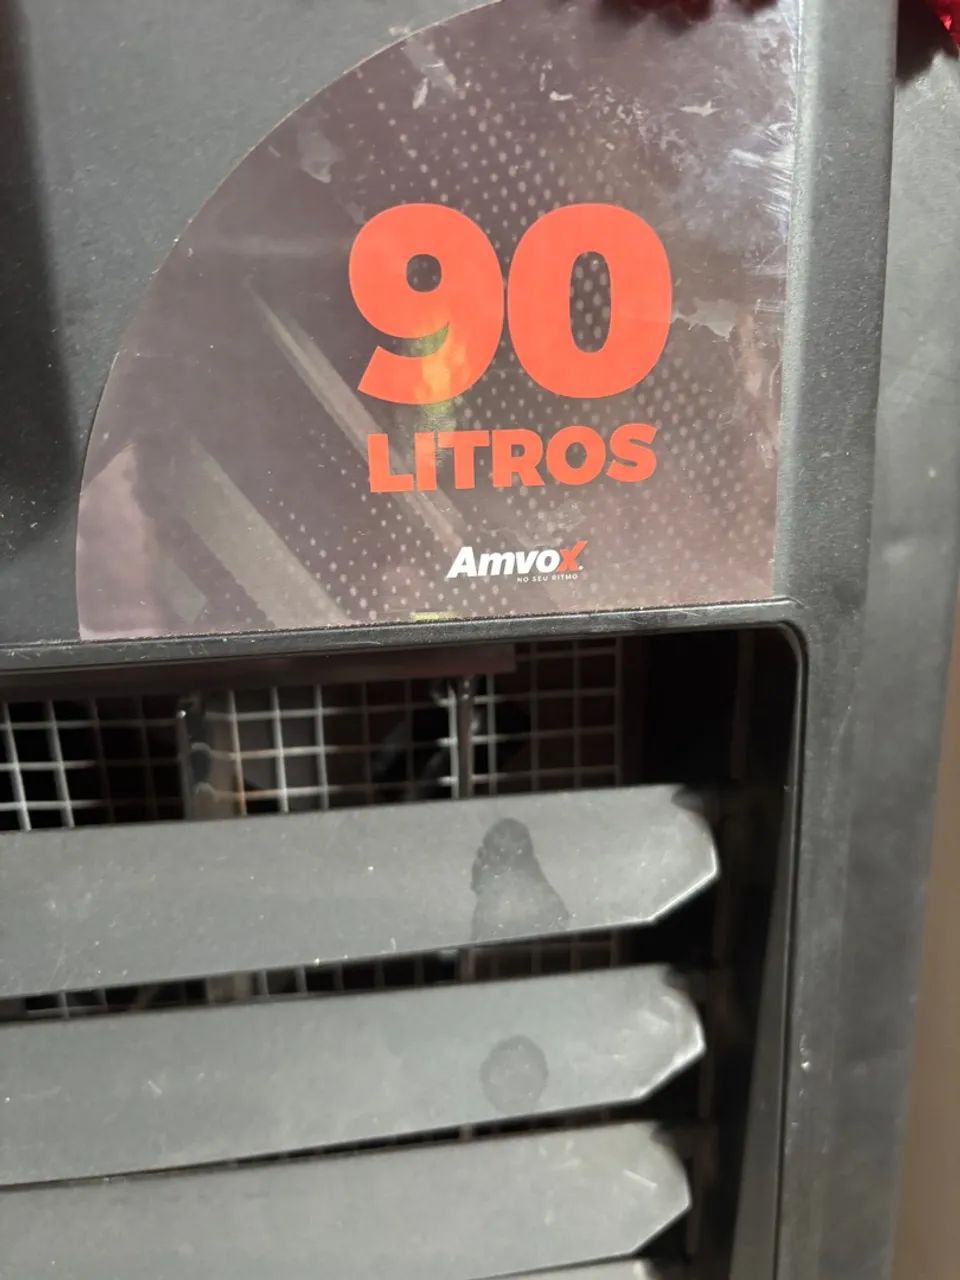 90
LITROS
Amvox
NO SEU RITMO